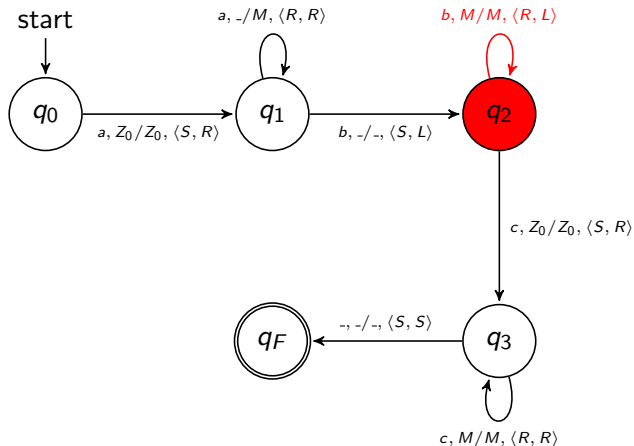 a, _/M, ⟨R, R⟩
b, M/M, ⟨R, L⟩
start
q0
q1
q2
a, Z0/Z0, ⟨S, R⟩
b, _/_, ⟨S, L⟩
c, Z0/Z0, ⟨S, R⟩
qF
_, _/_, ⟨S, S⟩
q3
c, M/M, ⟨R, R⟩